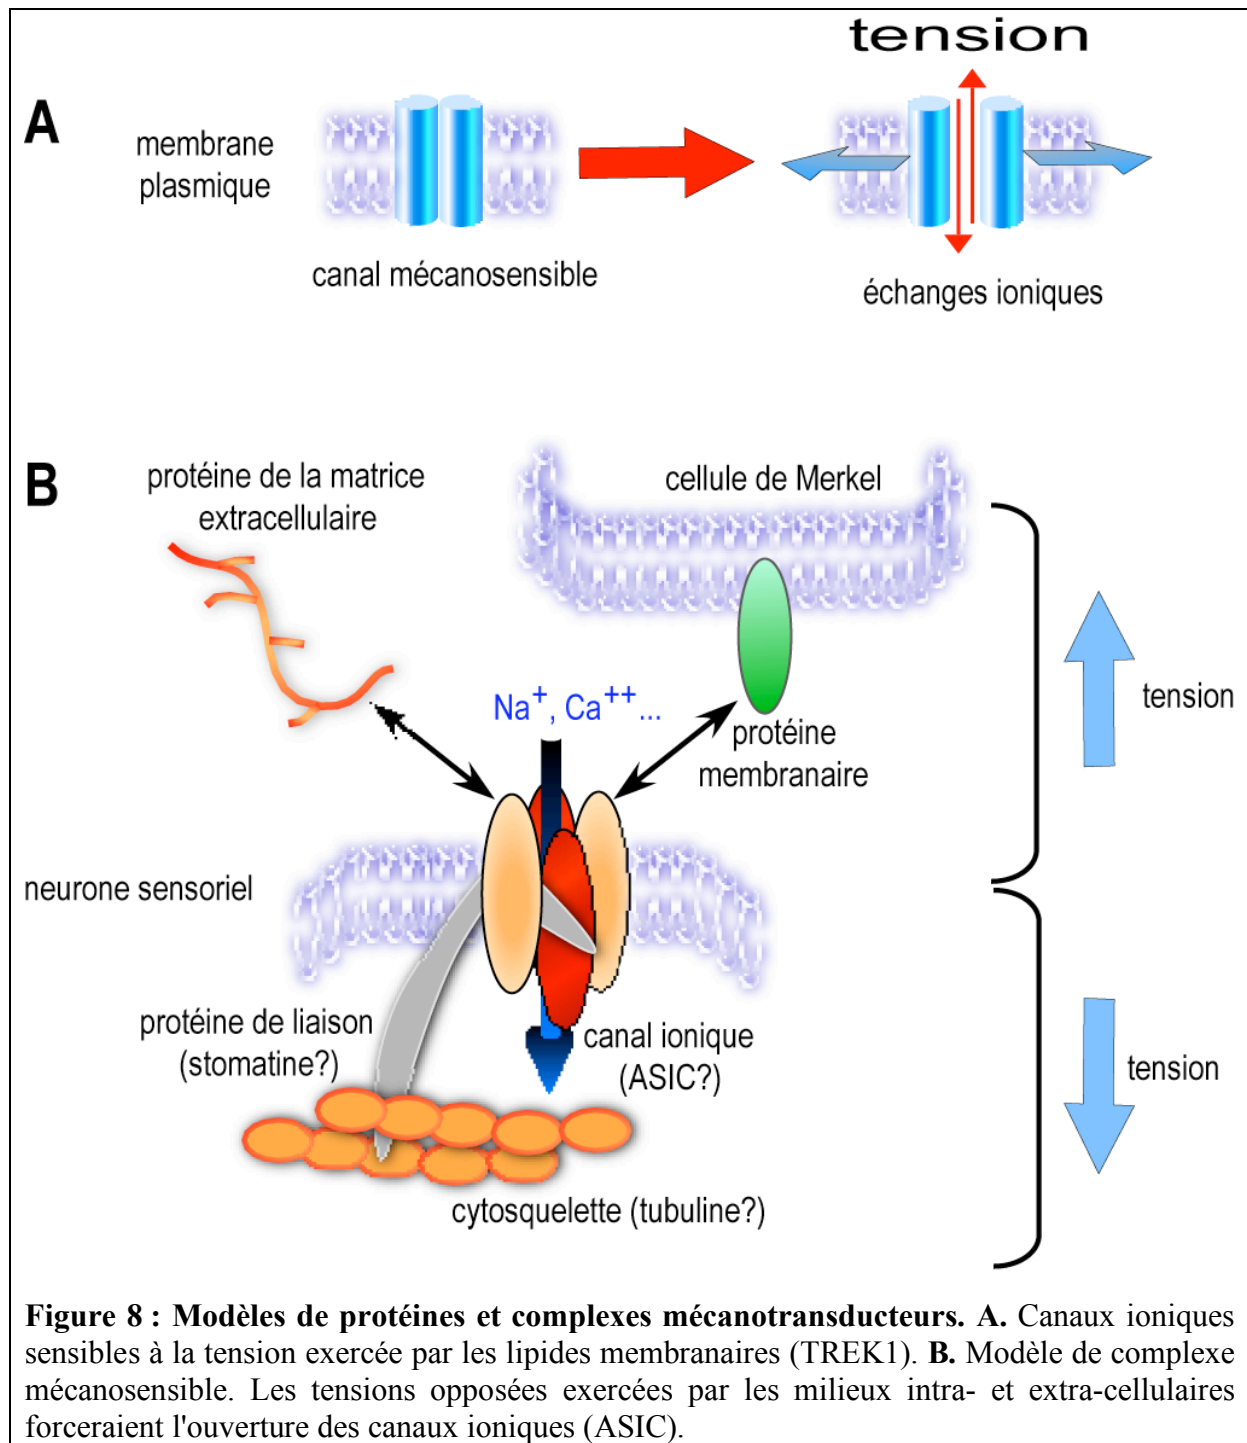 tension
A
membrane
plasmique
canal mécanosensible
échanges ioniques
B
protéine de la matrice
extracellulaire
cellule de Merkel
Na+, Ca++...
protéine
membranaire
tension
neurone sensoriel
protéine de liaison
(stomatine?)
canal ionique
(ASIC?)
tension
cytosquelette (tubuline?)
Figure 8 : Modèles de protéines et complexes mécanotransducteurs. A. Canaux ioniques
sensibles à la tension exercée par les lipides membranaires (TREK1). B. Modèle de complexe
mécanosensible. Les tensions opposées exercées par les milieux intra- et extra-cellulaires
forceraient l'ouverture des canaux ioniques (ASIC).